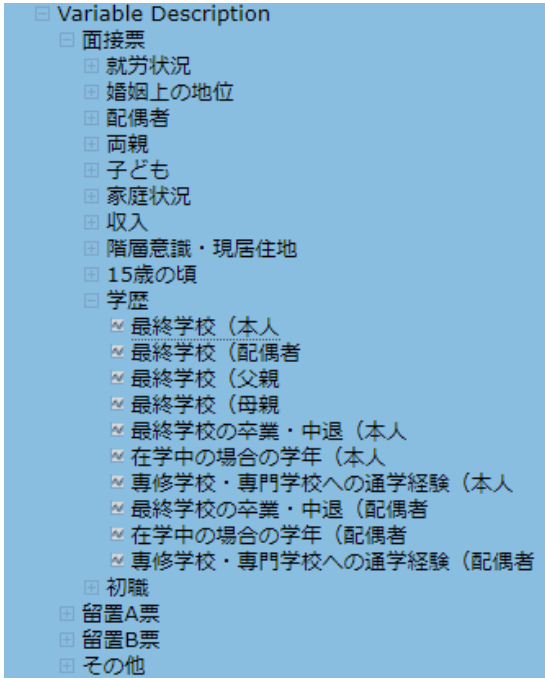 Variable Description
面接票
就労状況
婚姻上の地位
配偶者
両親
子ども
家庭状況
収入
階層意識・現居住地
15歳の頃
学歴
最終学校（本人
最終学校（配偶者
最終学校（父親
最終学校（母親
最終学校の卒業・中退（本人
在学中の場合の学年（本人
専修学校・専門学校への通学経験（本人
最終学校の卒業・中退（配偶者
在学中の場合の学年（配偶者
専修学校・専門学校への通学経験（配偶者
初職
留置A票
留置B票
その他